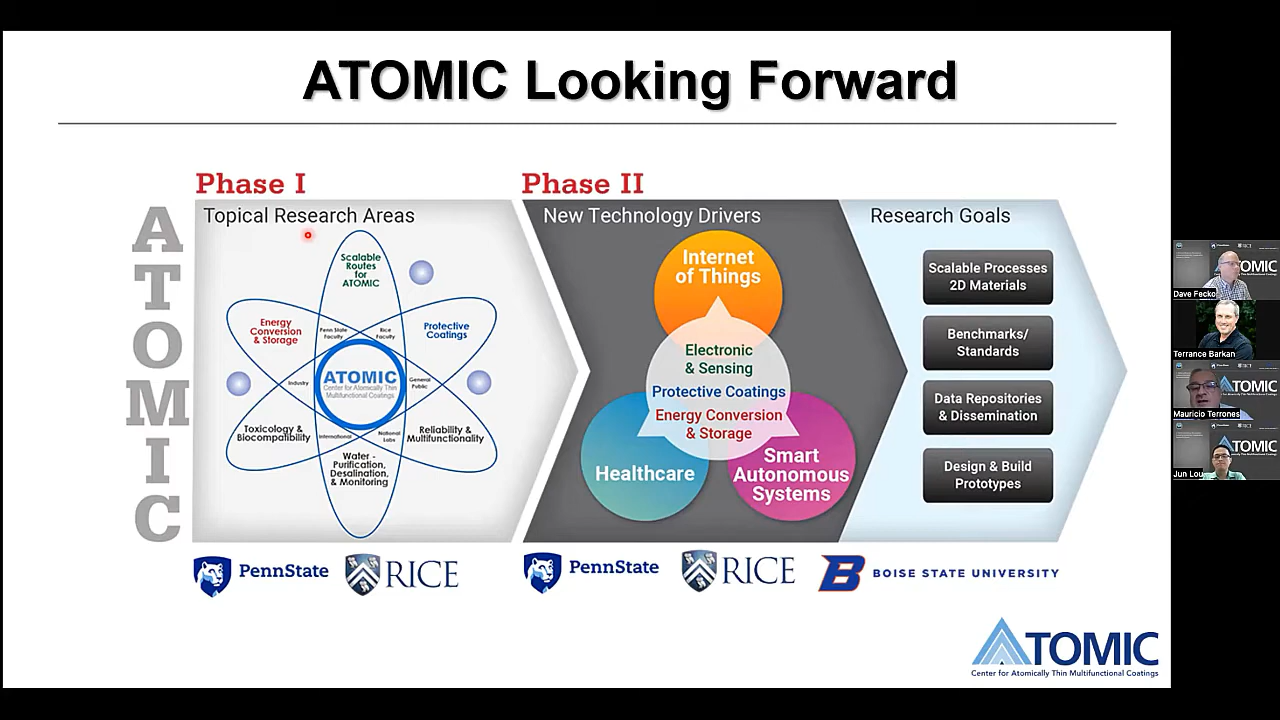 ATOMIC Looking Forward
ATOMIC
Phase I
Topical Research Areas
Scalable
Routes
for
ATOMIC
Energy
Conversion
& Storage
Penn State
Faculty
Rice
Faculty
Protective
Coatings
Industry
ATOMIC
Center for Atomically Thin
Multifunctional Coatings
General
Public
Toxicology &
Biocompatibility
International
National
Labs
Reliability &
Multifunctionality
Water -
Purification,
Desalination,
& Monitoring
PennState
RICE
Phase II
New Technology Drivers
Internet
of Things
Electronic
& Sensing
Protective Coatings
Energy Conversion
& Storage
Healthcare
Smart
Autonomous
Systems
Research Goals
Scalable Processes
2D Materials
Benchmarks/
Standards
Data Repositories
& Dissemination
Design & Build
Prototypes
PennState
RICE
B
BOISE STATE UNIVERSITY
ATOMIC
Center for Atomically Thin Multifunctional Coatings
RICE
TOMIC
Dave Fecko
Terrance Barkan
ATOMIC
Mauricio Terrones
ATOMIC
Jun Lou